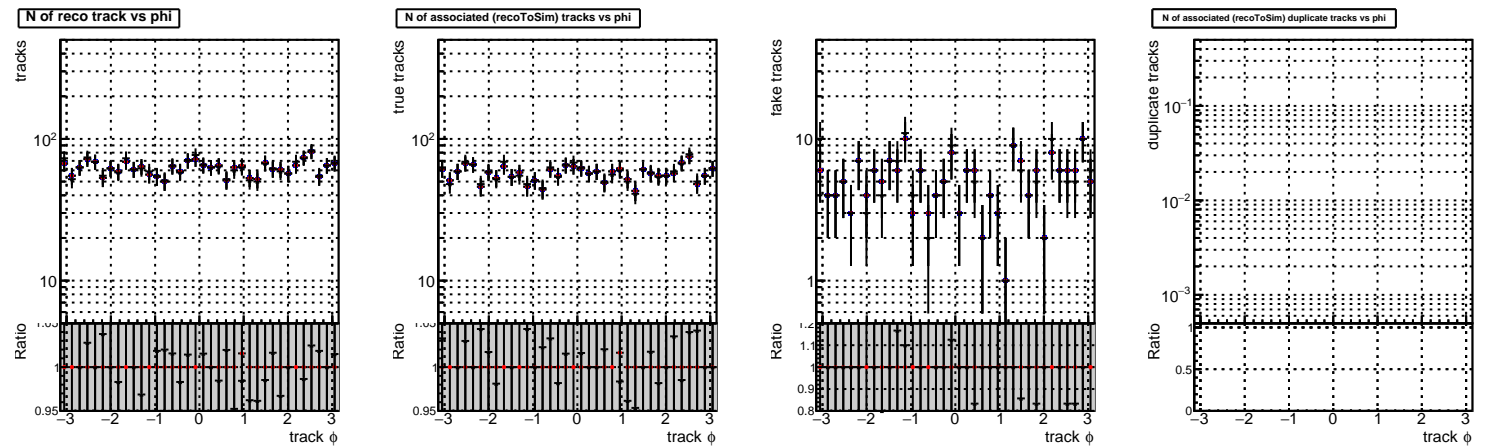 N of reco track vs phi
tracks
10²
10
Ratio
1.05
1
0.95
−3 −2 −1 0 1 2 3
track ϕ
N of associated (recoToSim) tracks vs phi
true tracks
10²
10
Ratio
1.05
1
0.95
−3 −2 −1 0 1 2 3
track ϕ
fake tracks
10
1
Ratio
1.2
1.1
1
0.9
0.8
−3 −2 −1 0 1 2 3
track ϕ
N of associated (recoToSim) duplicate tracks vs phi
duplicate tracks
10⁻¹
10⁻²
10⁻³
Ratio
1
0.5
0
−3 −2 −1 0 1 2 3
track ϕ